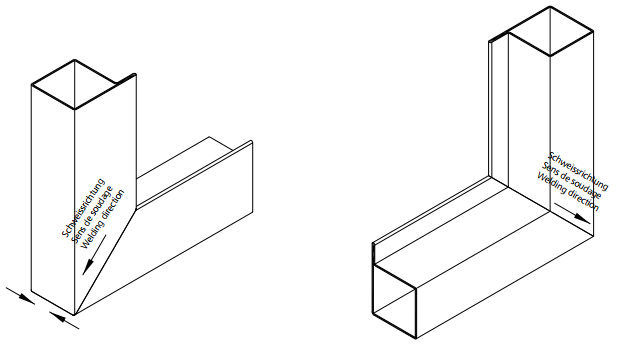 Schweissrichtung
Sens de soudage
Welding direction
Schweissrichtung
Sens de soudage
Welding direction